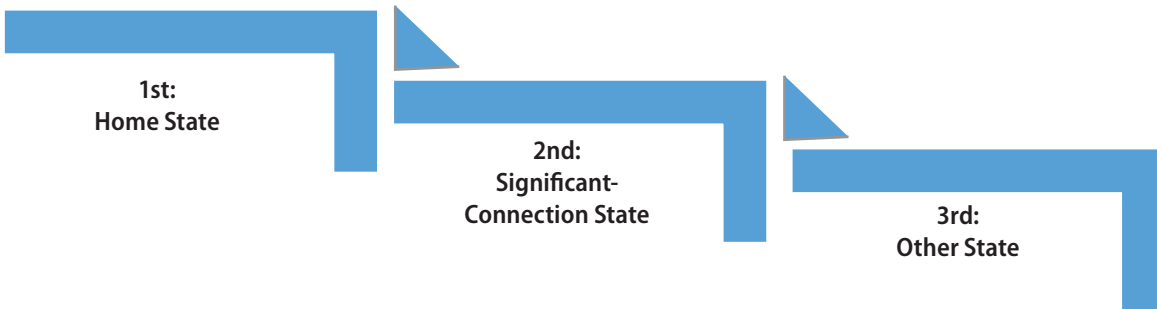 1st:
Home State
2nd:
Significant-
Connection State
3rd:
Other State